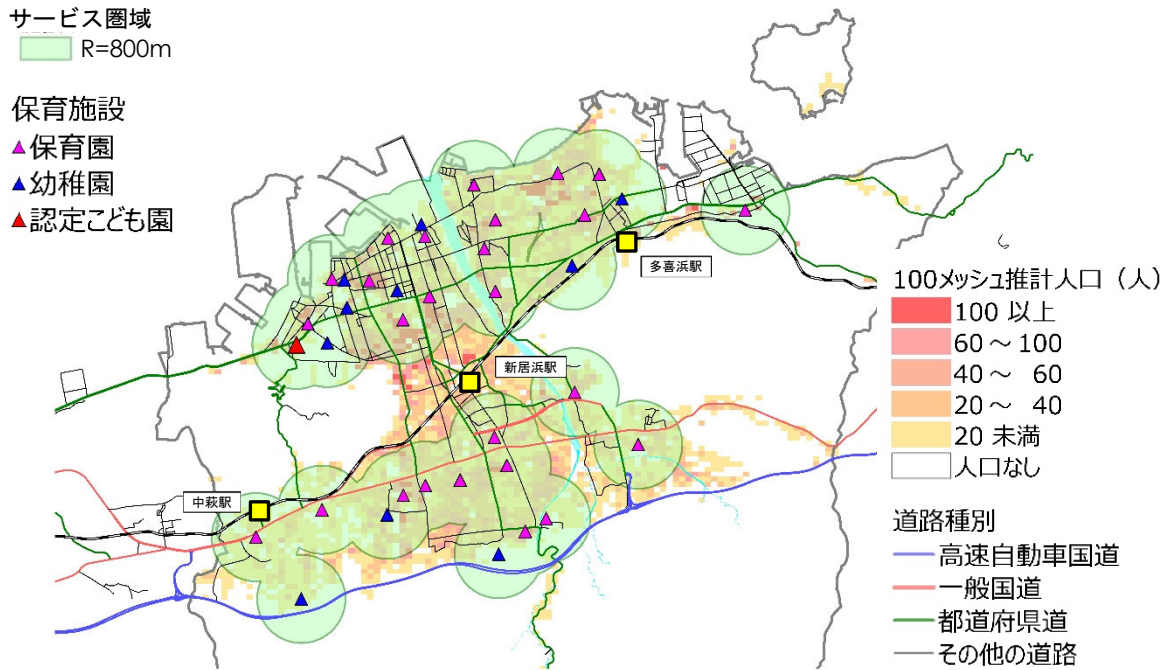 サービス圏域
R=800m
保育施設
保育園
幼稚園
認定こども園
多喜浜駅
新居浜駅
中萩駅
100メッシュ推計人口（人）
100 以上
60～100
40～ 60
20～ 40
20 未満
人口なし
道路種別
高速自動車国道
一般国道
都道府県道
その他の道路